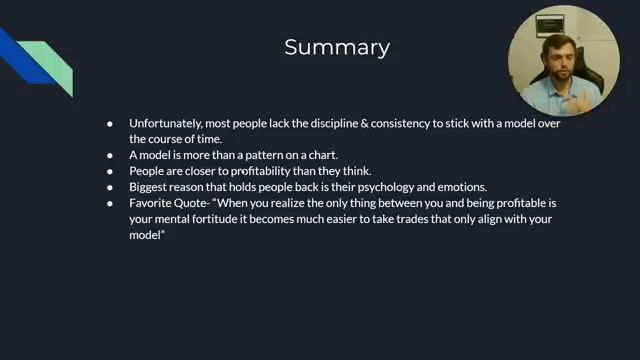 Summary
● Unfortunately, most people lack the discipline & consistency to stick with a model over
the course of time.
● A model is more than a pattern on a chart.
● People are closer to profitability than they think.
● Biggest reason that holds people back is their psychology and emotions.
● Favorite Quote- “When you realize the only thing between you and being profitable is
your mental fortitude it becomes much easier to take trades that only align with your
model”